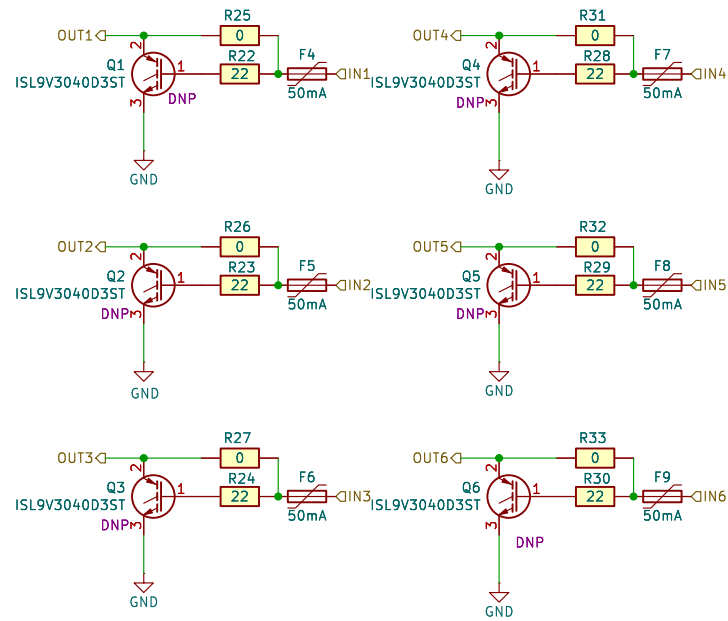 R25
OUT1
0
2
Q1
ISL9V3040D3ST
1
R22
22
F4
50mA
IN1
3
DNP
GND
R31
OUT4
0
2
Q4
ISL9V3040D3ST
1
R28
22
F7
50mA
IN4
DNP
3
GND
R26
OUT2
0
2
Q2
ISL9V3040D3ST
1
R23
22
F5
50mA
IN2
DNP
3
GND
R32
OUT5
0
2
Q5
ISL9V3040D3ST
1
R29
22
F8
50mA
IN5
DNP
3
GND
R27
OUT3
0
2
Q3
ISL9V3040D3ST
1
R24
22
F6
50mA
IN3
DNP
3
GND
R33
OUT6
0
2
Q6
ISL9V3040D3ST
1
R30
22
F9
50mA
IN6
3
DNP
GND